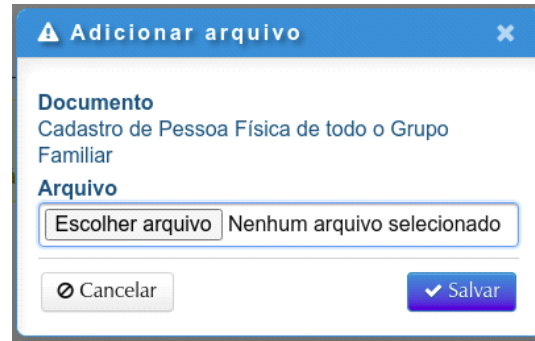 Adicionar arquivo
Documento
Cadastro de Pessoa Física de todo o Grupo
Familiar
Arquivo
Escolher arquivo Nenhum arquivo selecionado
Cancelar Salvar